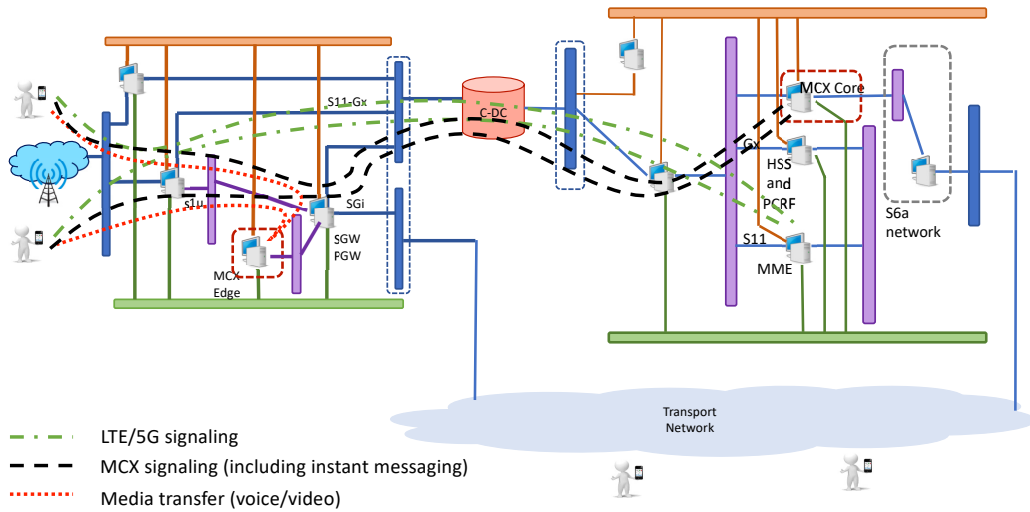 S11-Gx
C-DC
MCX Core
Gx
HSS
and
PCRF
s1u
SGi
SGW
PGW
S6a
network
S11
MME
MCX
Edge
Transport
Network
LTE/5G signaling
MCX signaling (including instant messaging)
Media transfer (voice/video)